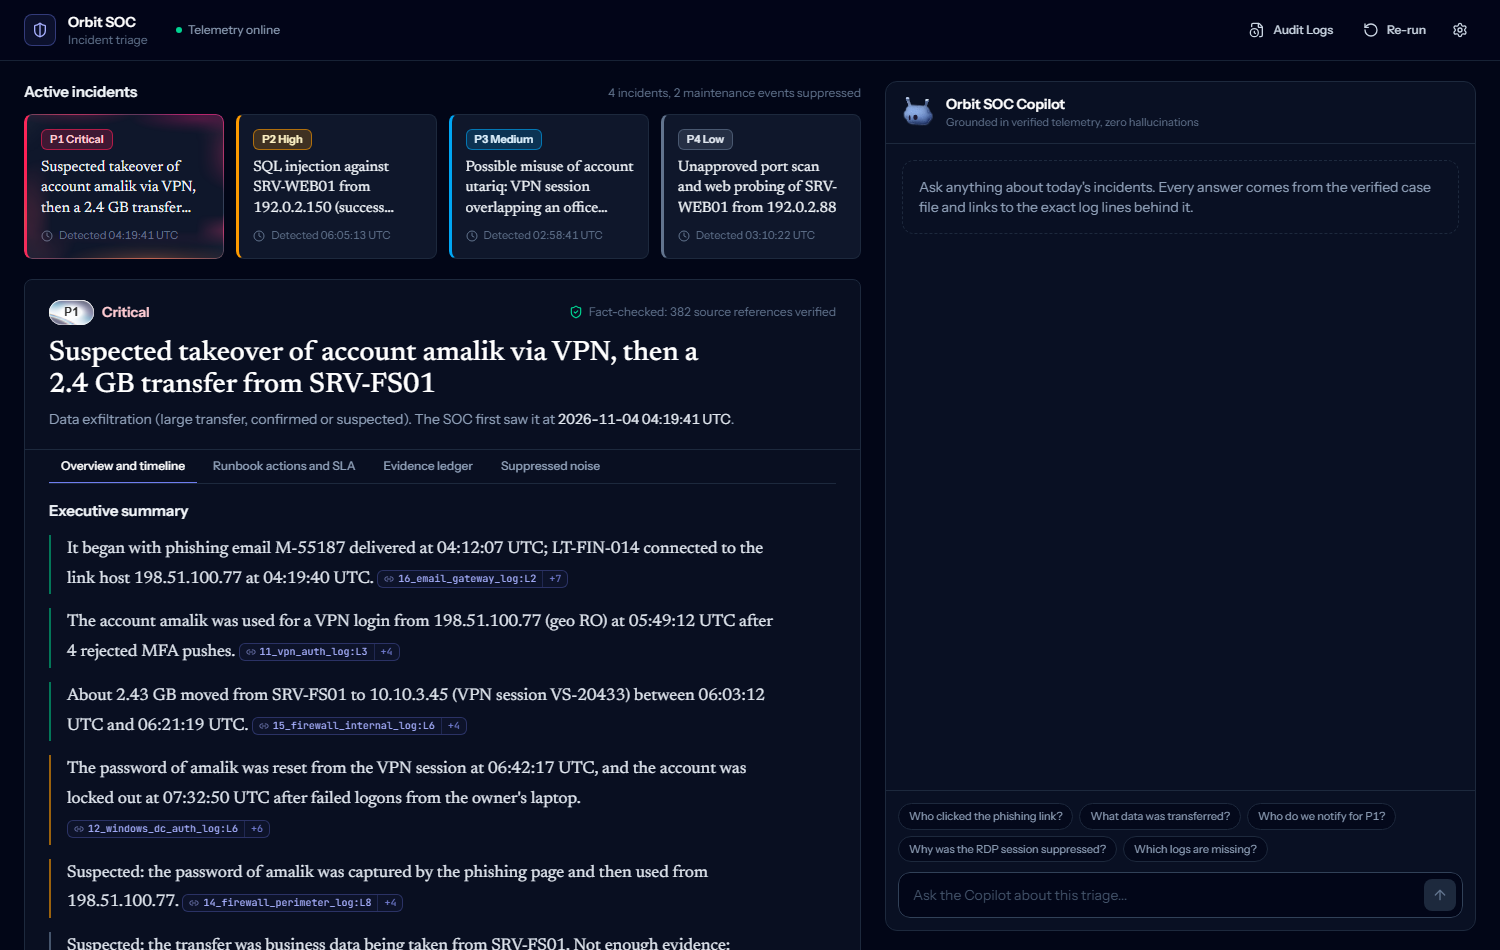 Orbit SOC
Incident triage
Telemetry online
Audit Logs
Re-run
Active incidents
4 incidents, 2 maintenance events suppressed
P1 Critical
Suspected takeover of
account amalik via VPN,
then a 2.4 GB transfer...
Detected 04:19:41 UTC
P2 High
SQL injection against
SRV-WEB01 from
192.0.2.150 (success...
Detected 06:05:13 UTC
P3 Medium
Possible misuse of account
utariq: VPN session
overlapping an office...
Detected 02:58:41 UTC
P4 Low
Unapproved port scan
and web probing of SRV-
WEB01 from 192.0.2.88
Detected 03:10:22 UTC
P1 Critical
Fact-checked: 382 source references verified
Suspected takeover of account amalik via VPN, then a
2.4 GB transfer from SRV-FS01
Data exfiltration (large transfer, confirmed or suspected). The SOC first saw it at 2026-11-04 04:19:41 UTC.
Overview and timeline
Runbook actions and SLA
Evidence ledger
Suppressed noise
Executive summary
It began with phishing email M-55187 delivered at 04:12:07 UTC; LT-FIN-014 connected to the
link host 198.51.100.77 at 04:19:40 UTC. 16_email_gateway_log:L2 +7
The account amalik was used for a VPN login from 198.51.100.77 (geo RO) at 05:49:12 UTC after
4 rejected MFA pushes. 11_vpn_auth_log:L3 +4
About 2.43 GB moved from SRV-FS01 to 10.10.3.45 (VPN session VS-20433) between 06:03:12
UTC and 06:21:19 UTC. 15_firewall_internal_log:L6 +4
The password of amalik was reset from the VPN session at 06:42:17 UTC, and the account was
locked out at 07:32:50 UTC after failed logons from the owner's laptop.
12_windows_dc_auth_log:L6 +6
Suspected: the password of amalik was captured by the phishing page and then used from
198.51.100.77. 14_firewall_perimeter_log:L8 +4
Suspected: the transfer was business data being taken from SRV-FS01. Not enough evidence:
Orbit SOC Copilot
Grounded in verified telemetry, zero hallucinations
Ask anything about today's incidents. Every answer comes from the verified case
file and links to the exact log lines behind it.
Who clicked the phishing link?
What data was transferred?
Who do we notify for P1?
Why was the RDP session suppressed?
Which logs are missing?
Ask the Copilot about this triage...